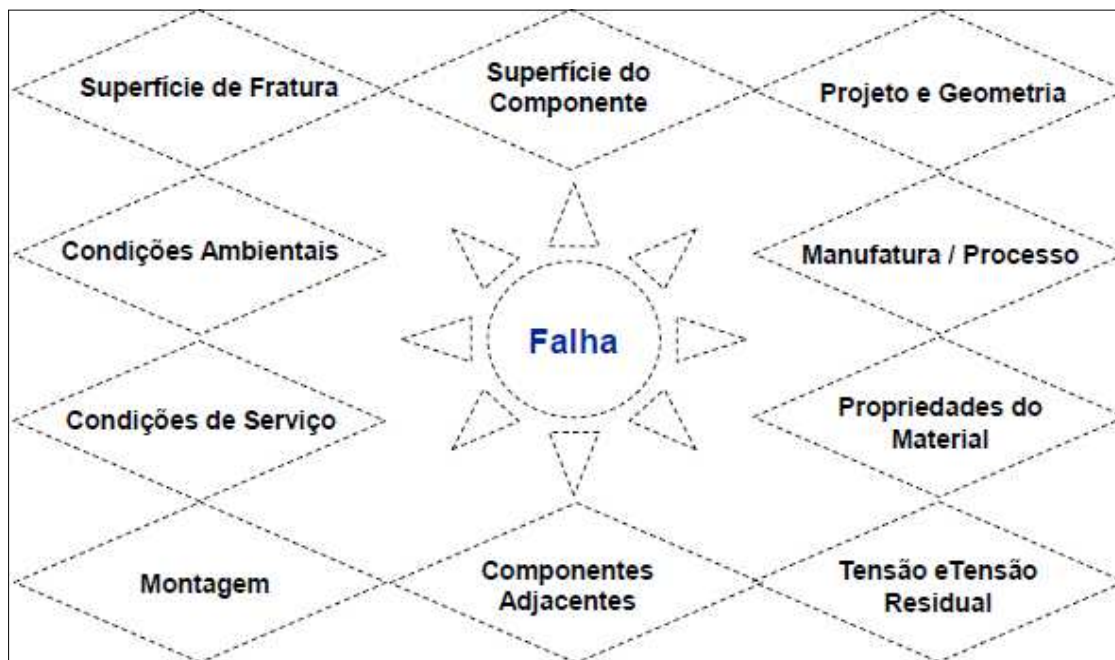 Superfície de Fratura
Superfície do
Componente
Projeto e Geometria
Condições Ambientais
Manufatura / Processo
Falha
Condições de Serviço
Propriedades do
Material
Montagem
Componentes
Adjacentes
Tensão eTensão
Residual